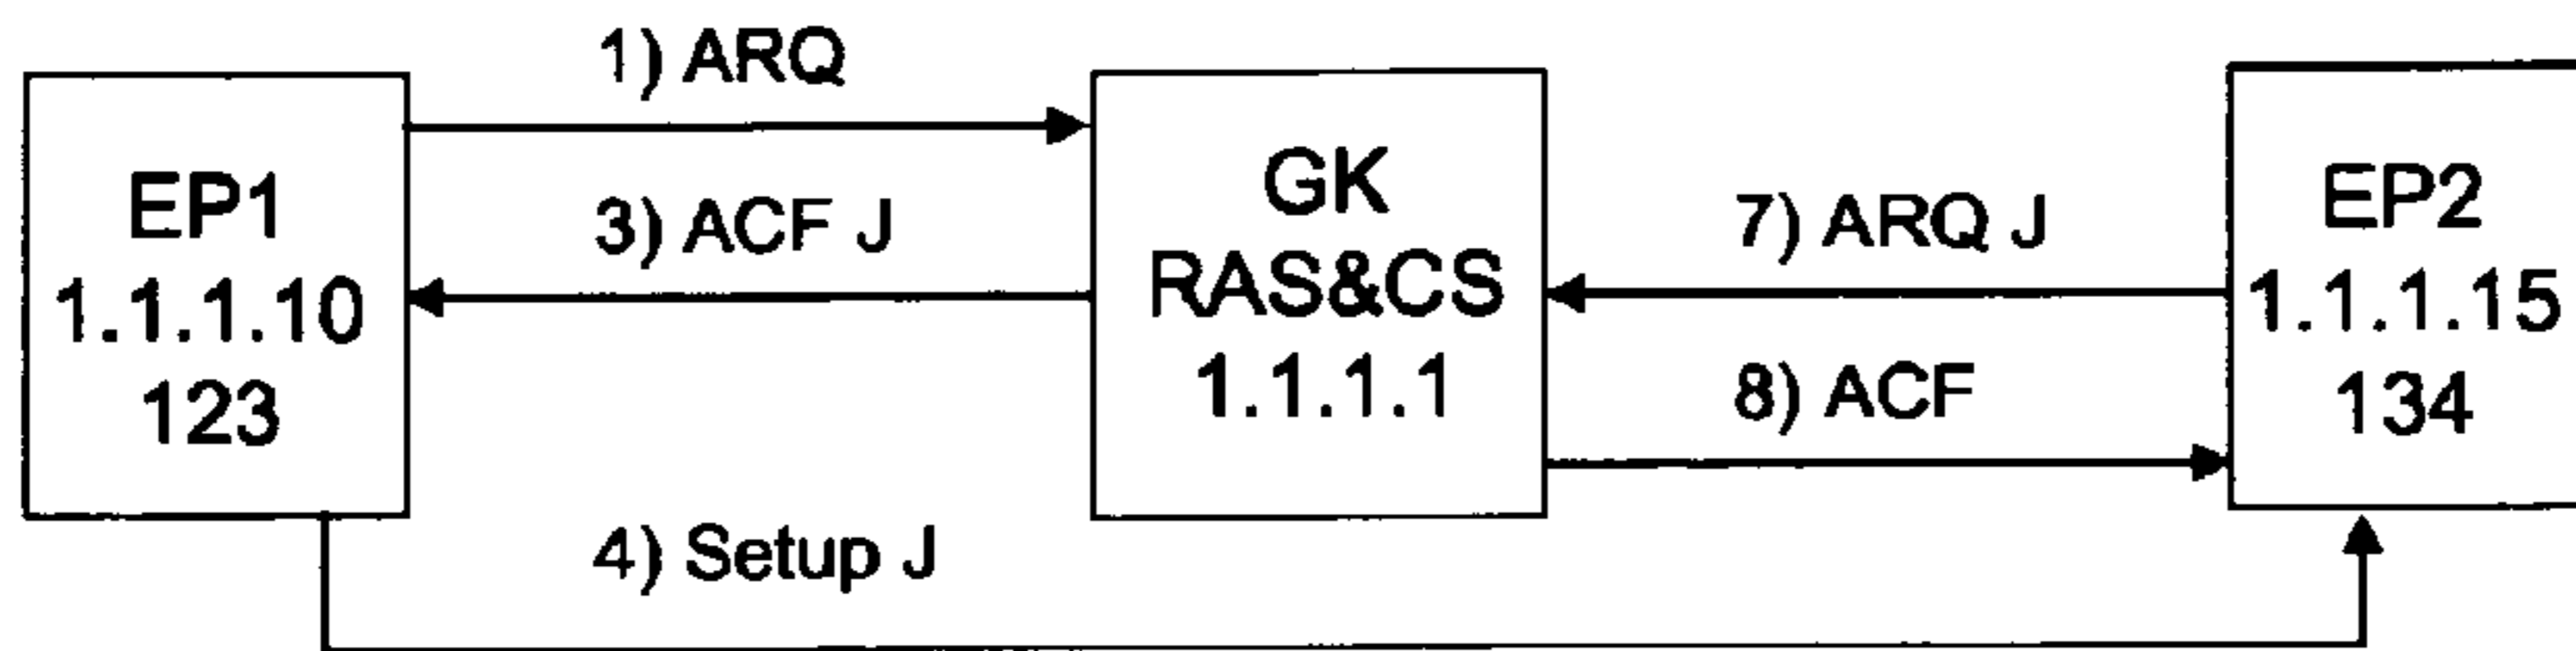 1) ARQ
EP1
1.1.1.10
123
3) ACF J
GK
RAS&CS
1.1.1.1
7) ARQ J
8) ACF
EP2
1.1.1.15
134
4) Setup J